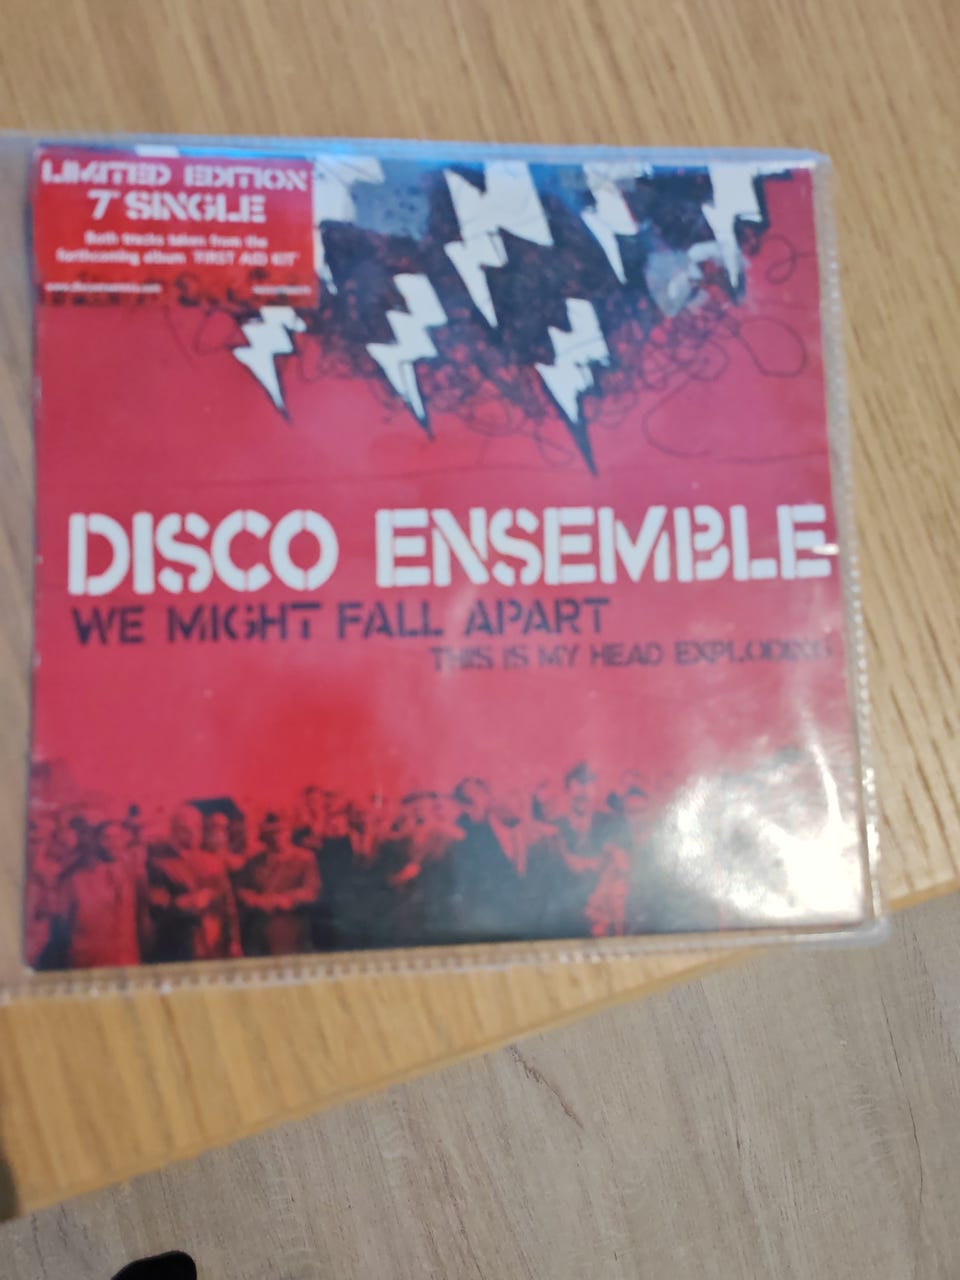 LIMITED EDITION
7" SINGLE
Both tracks taken from the
forthcoming album 'FIRST AID KIT'
DISCO ENSEMBLE
WE MIGHT FALL APART
THIS IS MY HEAD EXPLODING